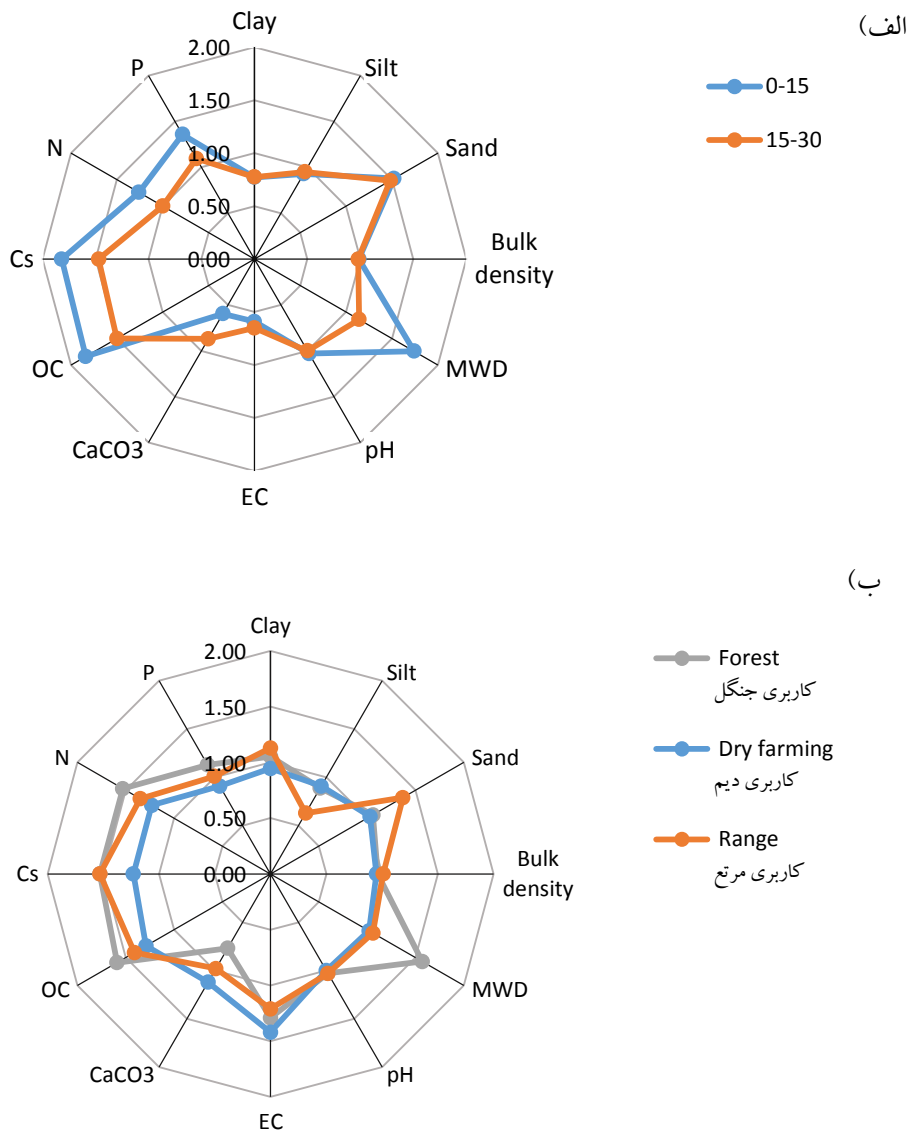 الف)
Clay
2.00
1.50
1.00
0.50
0.00
Silt
Sand
Bulk
density
MWD
pH
EC
CaCO3
OC
Cs
N
P
0-15
15-30
ب)
Clay
2.00
1.50
1.00
0.50
0.00
Silt
Sand
Bulk
density
MWD
pH
EC
CaCO3
OC
Cs
N
P
Forest
کاربری جنگل
Dry farming
کاربری دیم
Range
کاربری مرتع